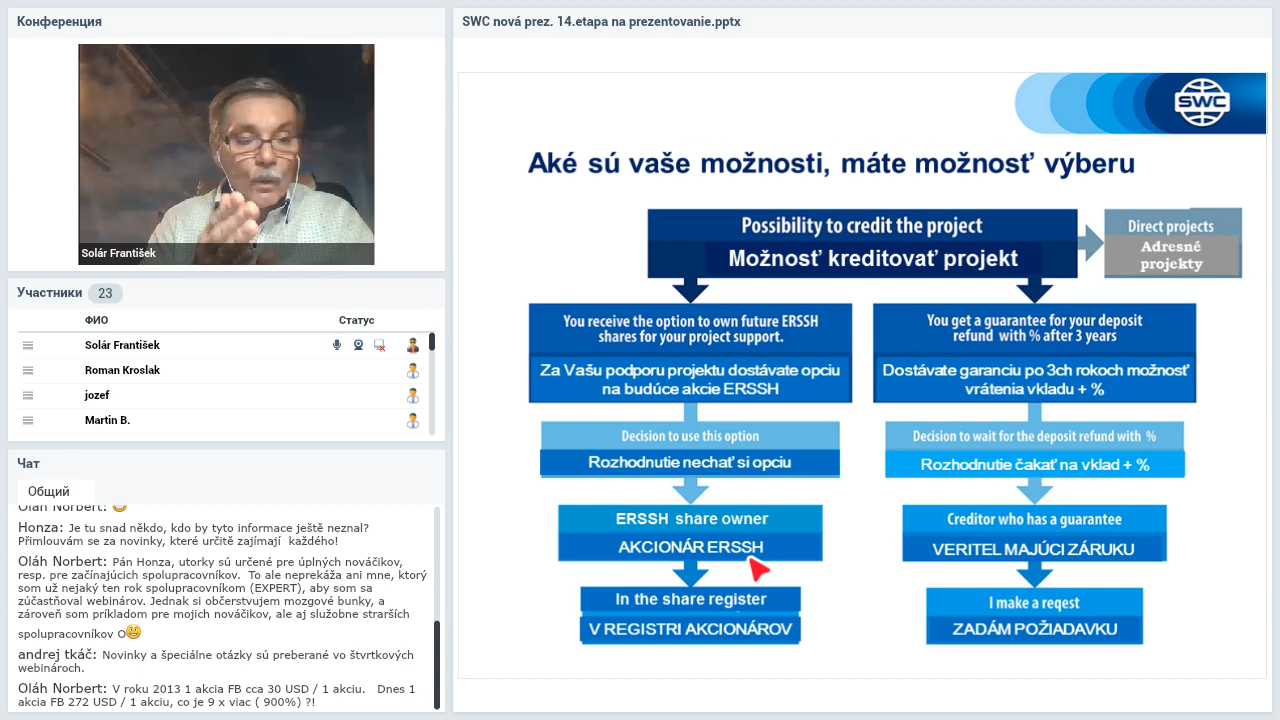 Конференция
Solár František
Участники 23
ФИО Статус
Solár František
Roman Kroslak
jozef
Martin B.
Чат
Общий
Oláh Norbert:
Honza: Je tu snad někdo, kdo by tyto informace ještě neznal?
Přimlouvám se za novinky, které určitě zajímají každého!
Oláh Norbert: Pán Honza, utorky sú určené pre úplných nováčikov,
resp. pre začínajúcich spolupracovníkov. To ale neprekáža ani mne, ktorý
som už nejaký ten rok spolupracovníkom (EXPERT), aby som sa
zúčastňoval webinárov. Jednak si občerstvujem mozgové bunky, a
zároveň som príkladom pre mojich nováčikov, ale aj služobne starších
spolupracovníkov O
andrej tkáč: Novinky a špeciálne otázky sú preberané vo štvrtkových
webinároch.
Oláh Norbert: V roku 2013 1 akcia FB cca 30 USD / 1 akciu. Dnes 1
akcia FB 272 USD / 1 akciu, co je 9 x viac ( 900%) ?!
SWC nová prez. 14.etapa na prezentovanie.pptx
SWC
Aké sú vaše možnosti, máte možnosť výberu
Possibility to credit the project
Možnosť kreditovať projekt
Direct projects
Adresné
projekty
You receive the option to own future ERSSH
shares for your project support.
Za Vašu podporu projektu dostávate opciu
na budúce akcie ERSSH
You get a guarantee for your deposit
refund with % after 3 years
Dostávate garanciu po 3ch rokoch možnosť
vrátenia vkladu + %
Decision to use this option
Rozhodnutie nechať si opciu
Decision to wait for the deposit refund with %
Rozhodnutie čakať na vklad + %
ERSSH share owner
AKCIONÁR ERSSH
Creditor who has a guarantee
VERITEL MAJÚCI ZÁRUKU
In the share register
V REGISTRI AKCIONÁROV
I make a reqest
ZADÁM POŽIADAVKU